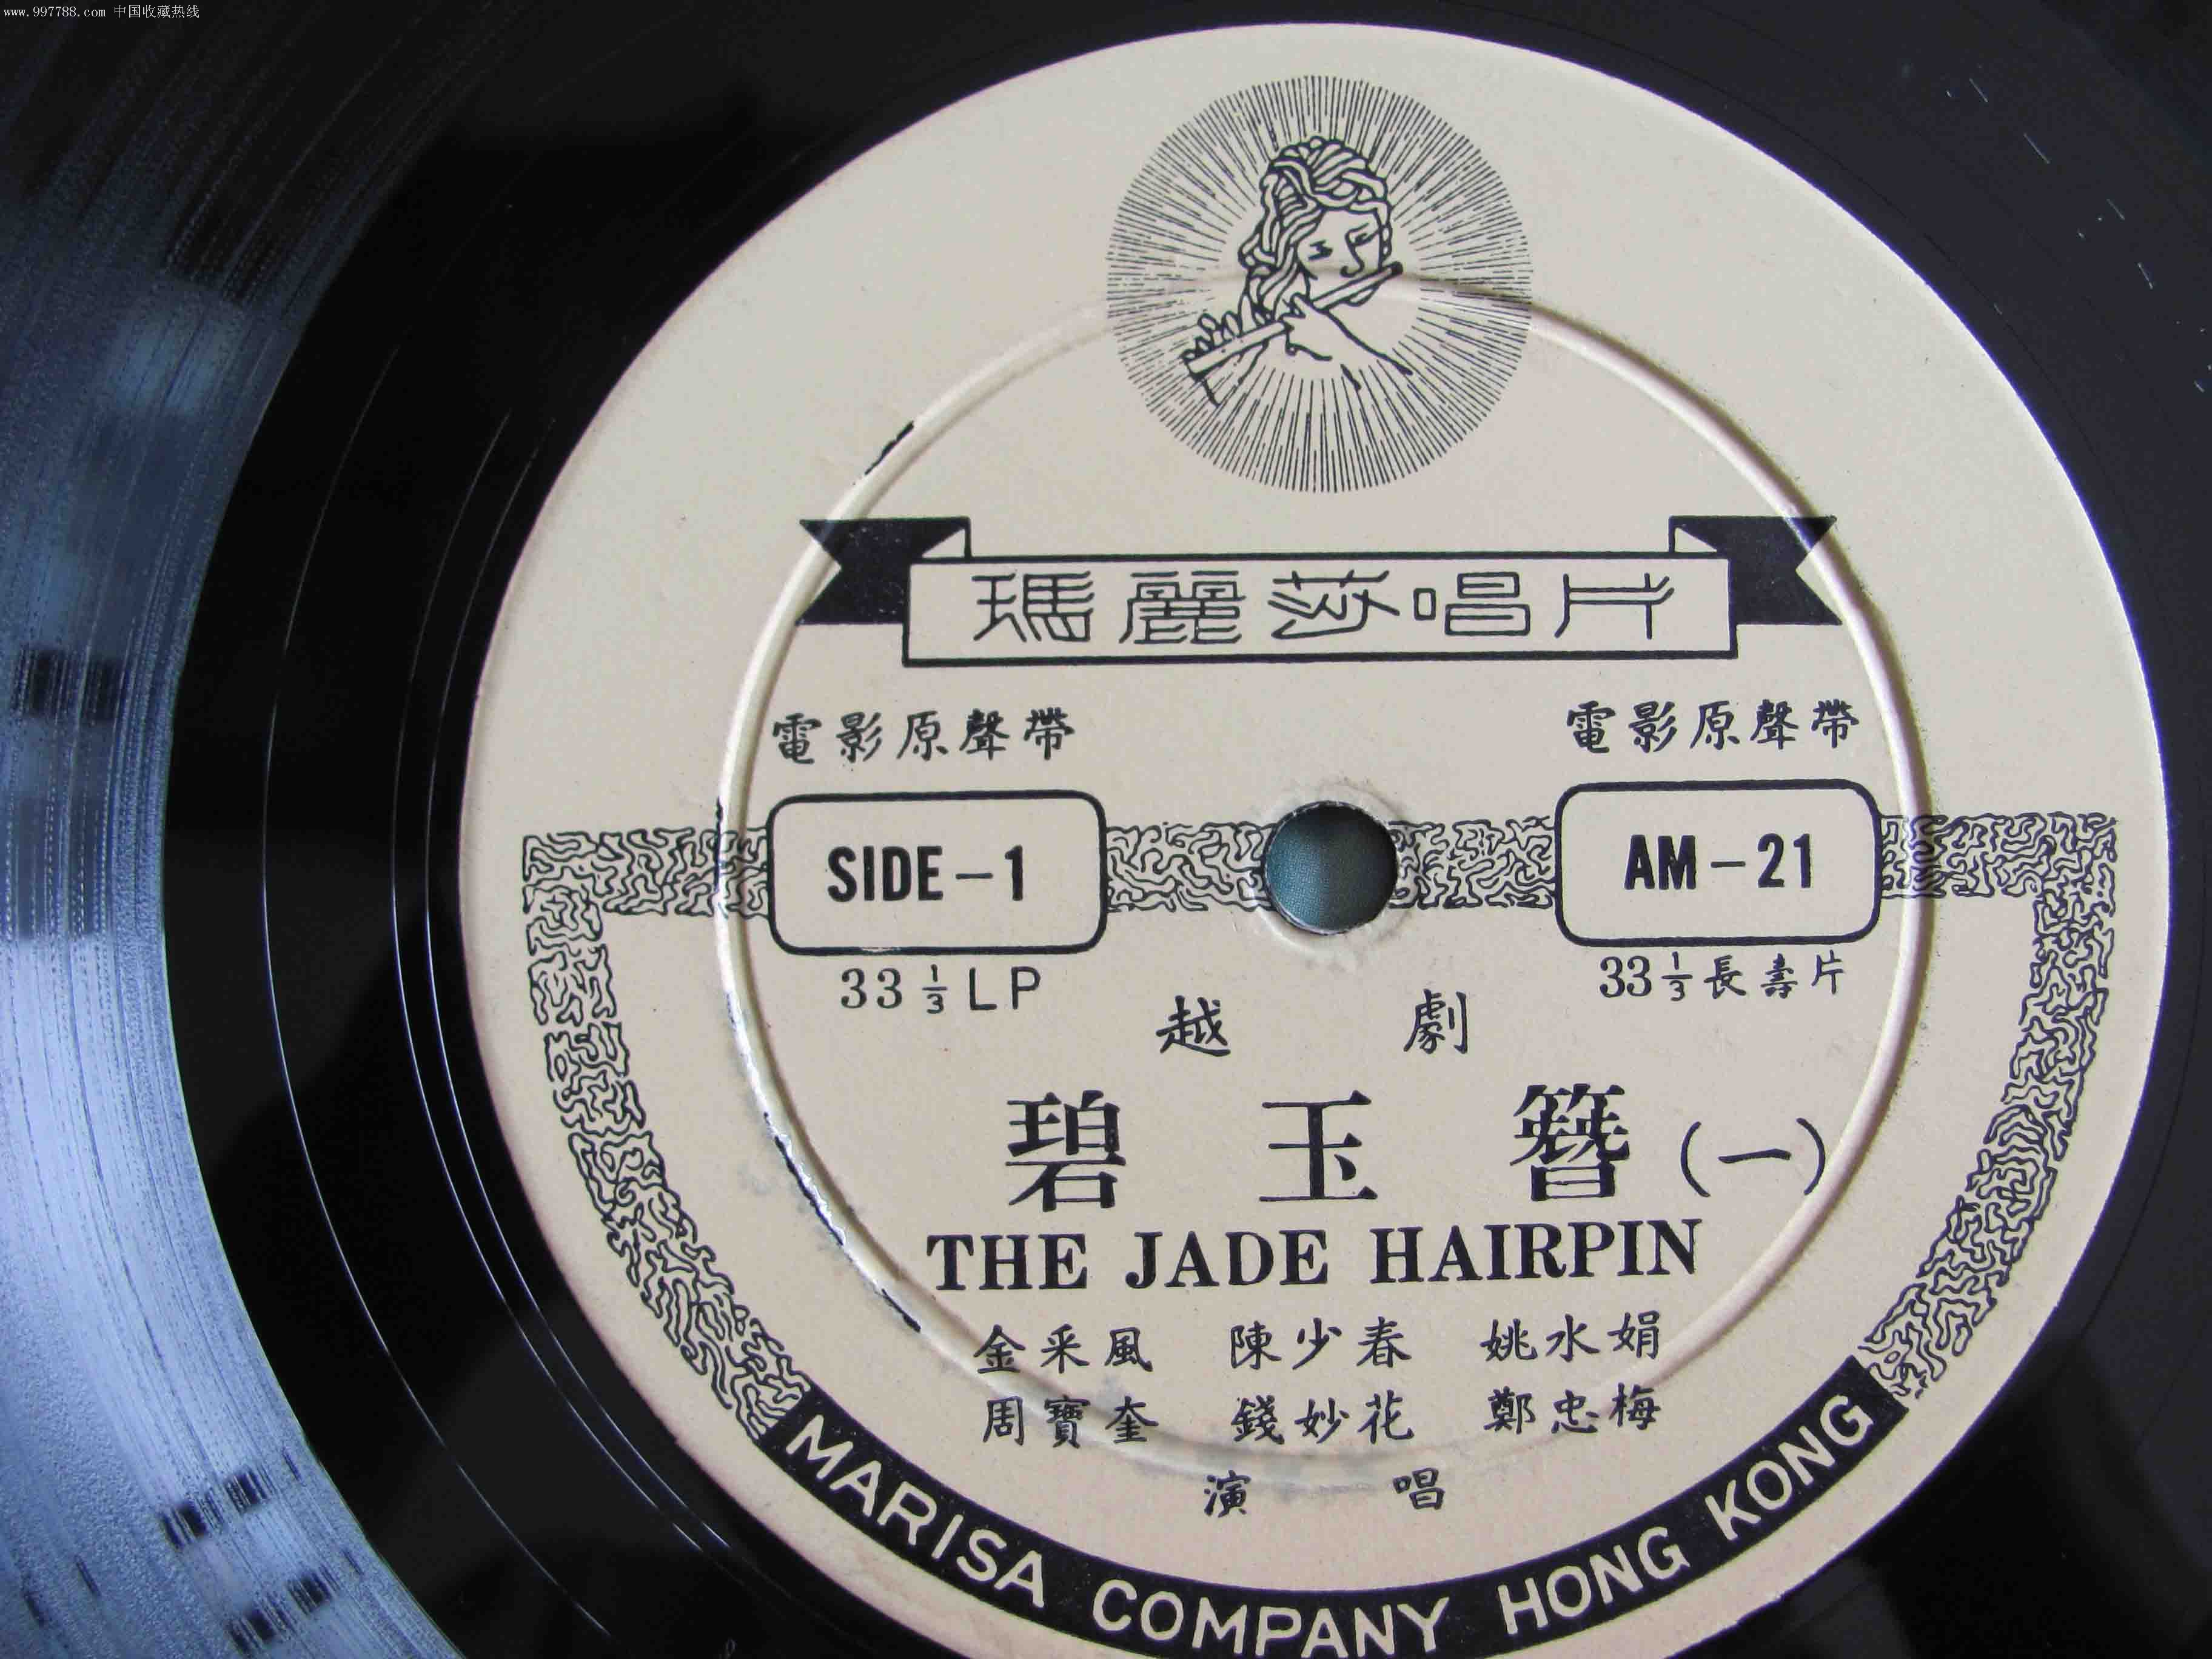 www.997788.com 中国收藏热线
瑪麗莎唱片
電影原聲帶
電影原聲帶
SIDE-1
AM-21
33⅓LP
33⅓長壽片
越劇
碧玉簪(一)
THE JADE HAIRPIN
金采風 陳少春 姚水娟
周寶奎 錢妙花 鄭忠梅
演唱
MARISA COMPANY HONG KONG